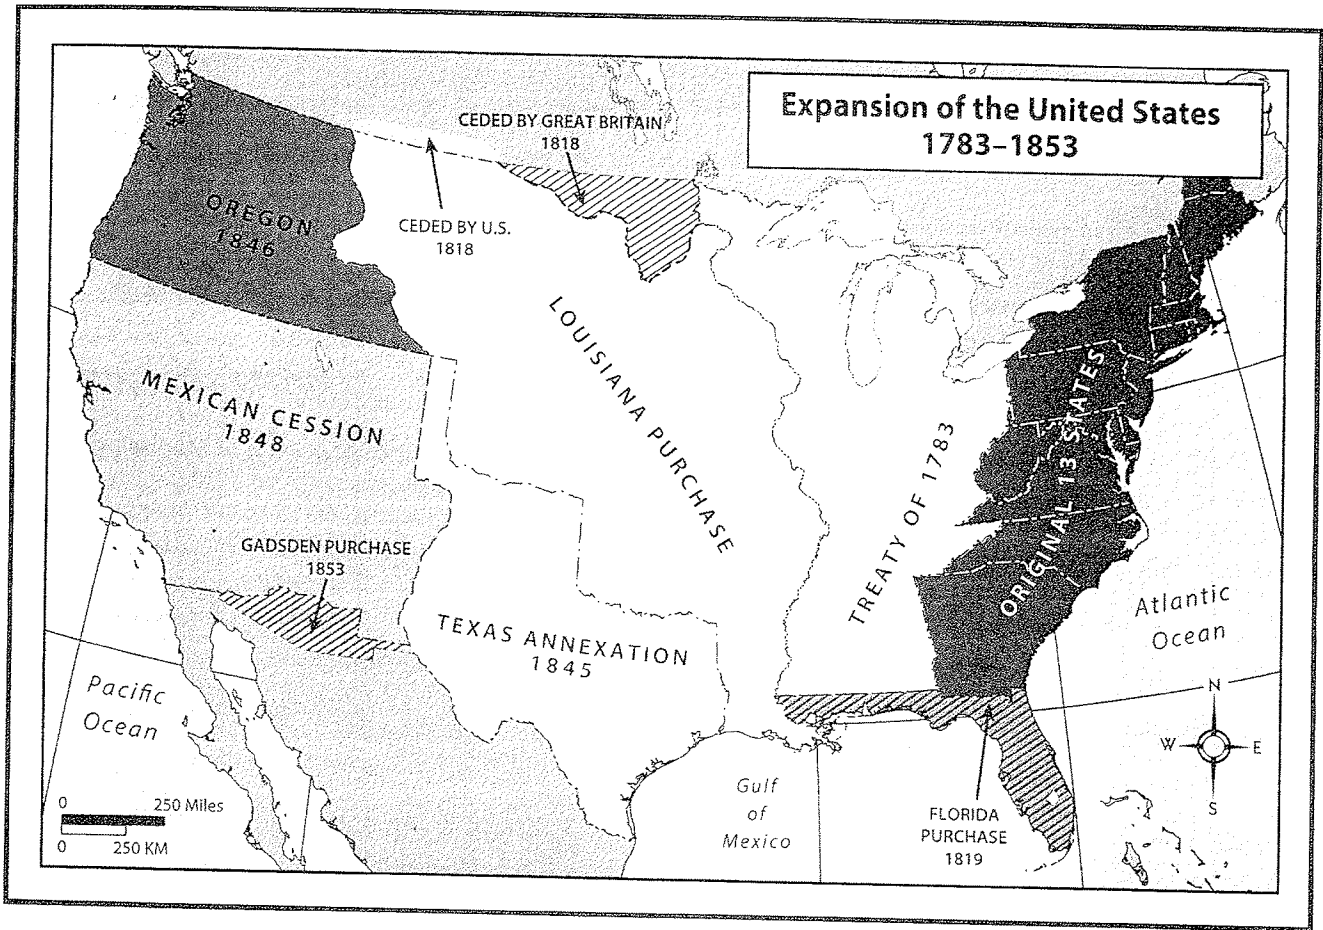 Expansion of the United States
1783–1853
CEDED BY GREAT BRITAIN
1818
CEDED BY U.S.
1818
OREGON
1846
LOUISIANA PURCHASE
MEXICAN CESSION
1848
TREATY OF 1783
ORIGINAL 13 STATES
GADSDEN PURCHASE
1853
TEXAS ANNEXATION
1845
Atlantic
Ocean
Pacific
Ocean
N
W
E
S
0
250 Miles
0
250 KM
Gulf
of
Mexico
FLORIDA
PURCHASE
1819